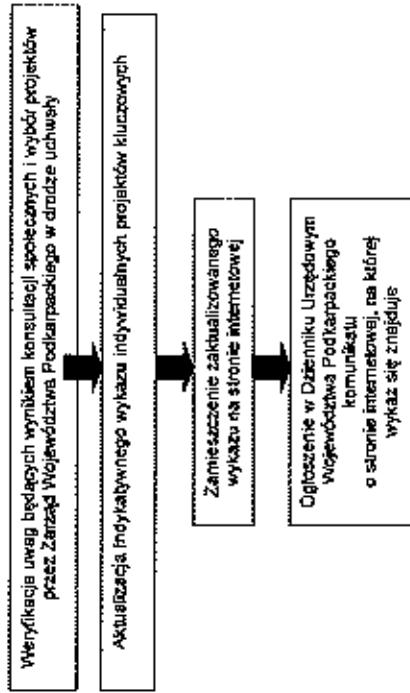 Weryfikacja uwag będących wynikiem konsultacji społecznych i wybór projektów
przez Zarząd Województwa Podkarpackiego w drodze uchwały
Aktualizacja Indykatywnego wykazu indywidualnych projektów kluczowych
Zamieszczenie zaktualizowanego
wykazu na stronie internetowej
Ogłoszenie w Dzienniku Urzędowym
Województwa Podkarpackiego
komunikatu
o stronie internetowej, na której
wykaz się znajduje